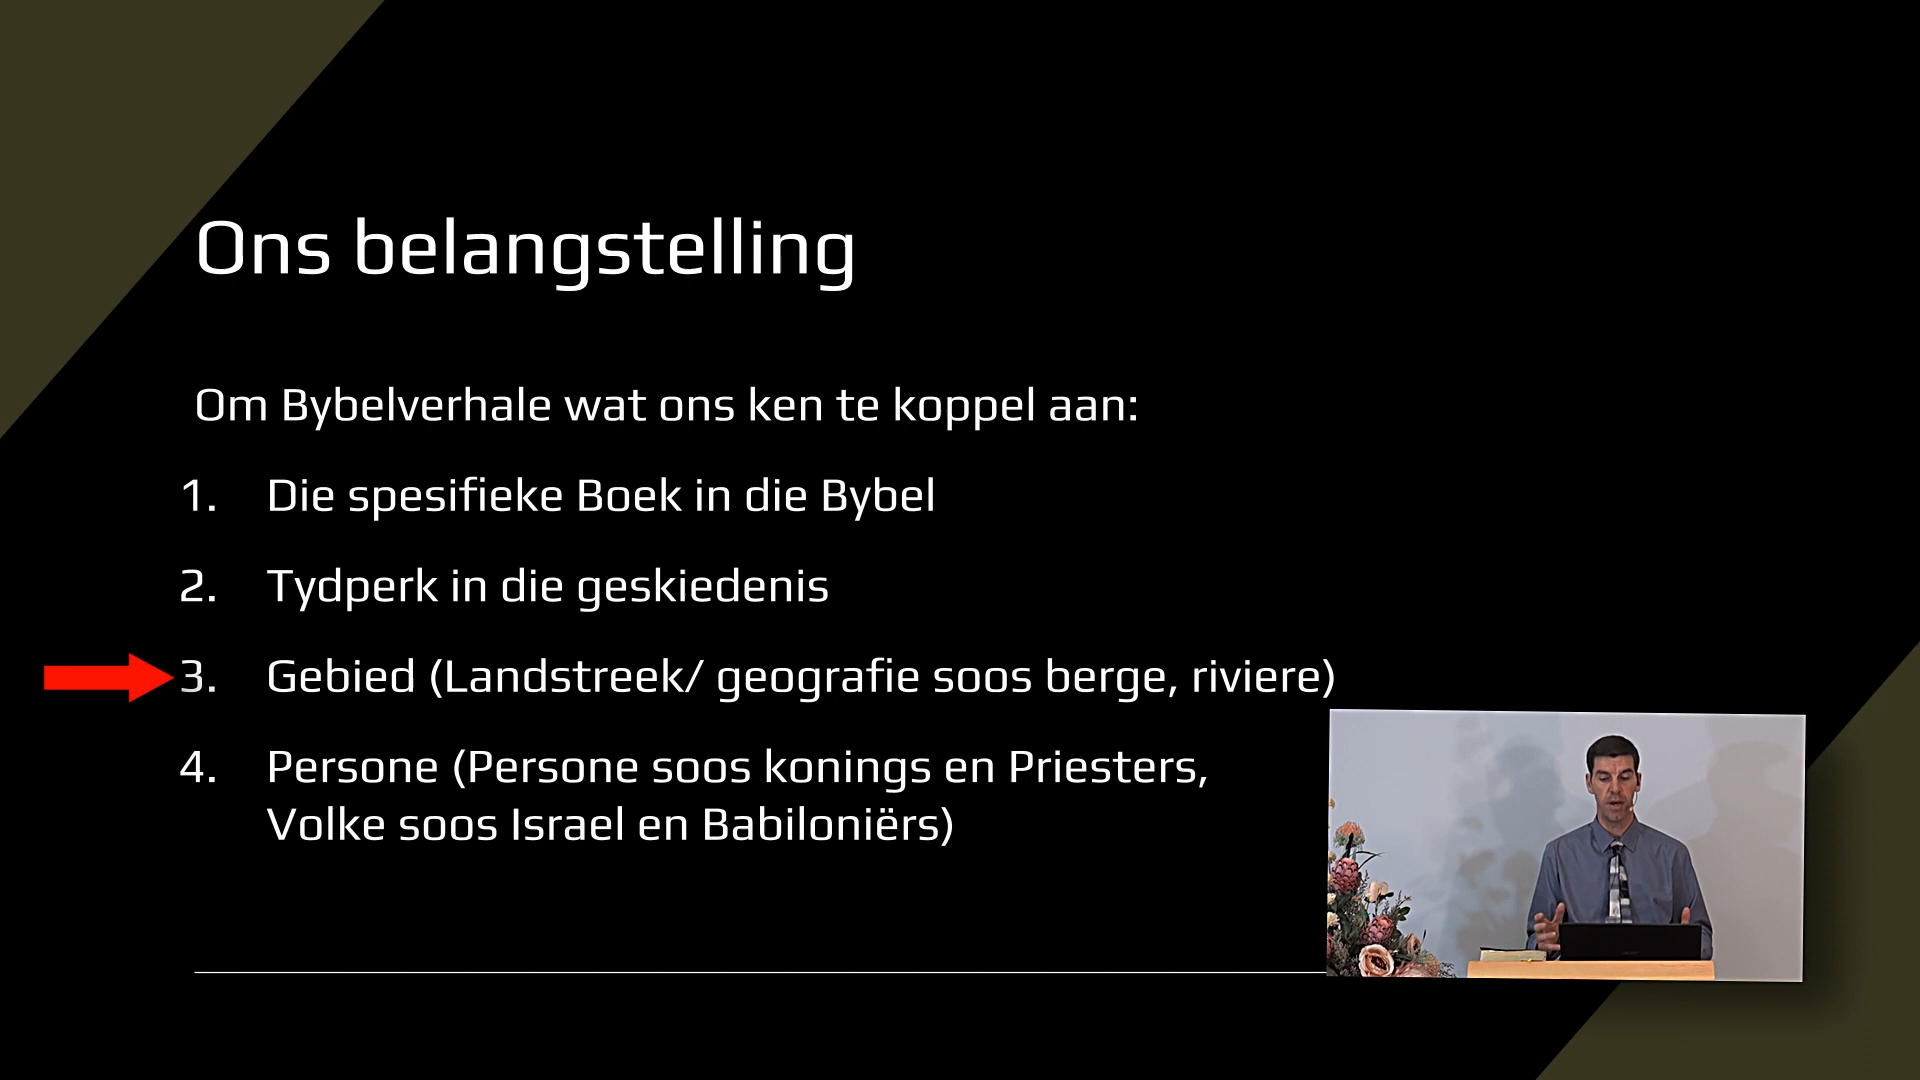 Ons belangstelling
Om Bybelverhale wat ons ken te koppel aan:
1. Die spesifieke Boek in die Bybel
2. Tydperk in die geskiedenis
3. Gebied (Landstreek/ geografie soos berge, riviere)
4. Persone (Persone soos konings en Priesters,
Volke soos Israel en Babiloniërs)